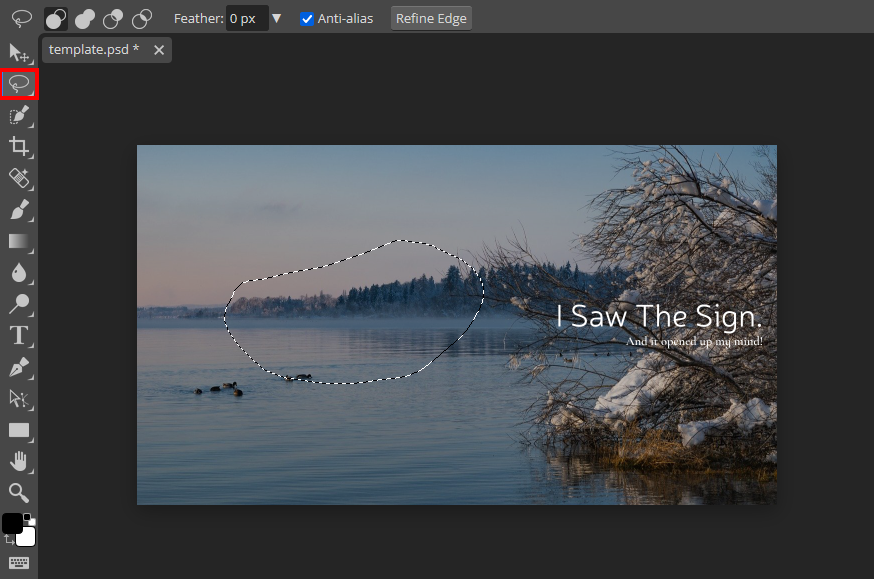 Feather: 0 px Anti-alias Refine Edge
template.psd *
I Saw The Sign.
And it opened up my mind!